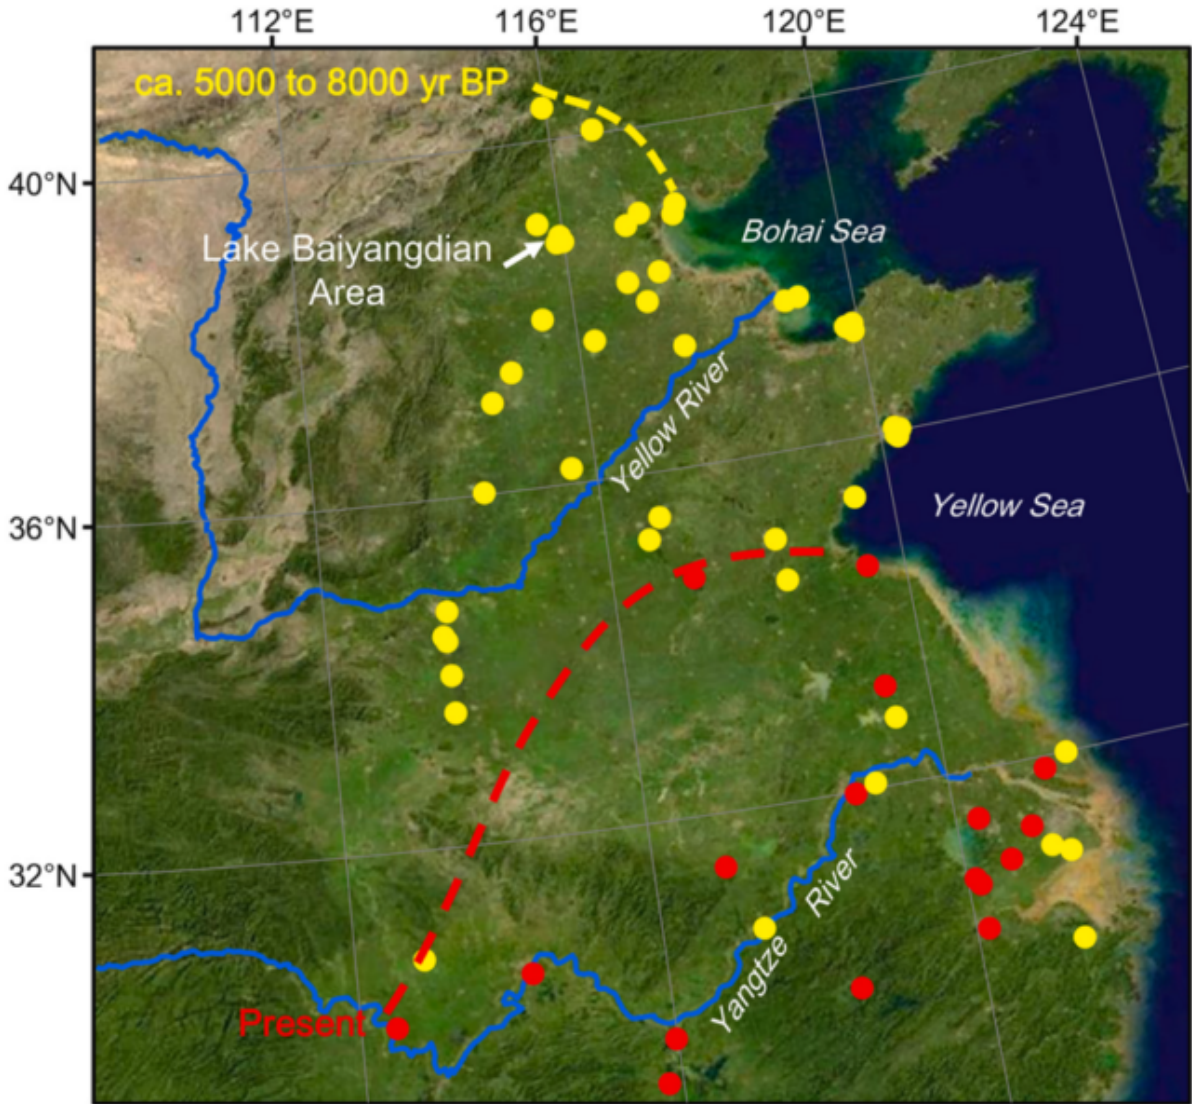 112°E
116°E
120°E
124°E
ca. 5000 to 8000 yr BP
40°N
Lake Baiyangdian
Area
Bohai Sea
Yellow River
36°N
Yellow Sea
32°N
Yangtze River
Present